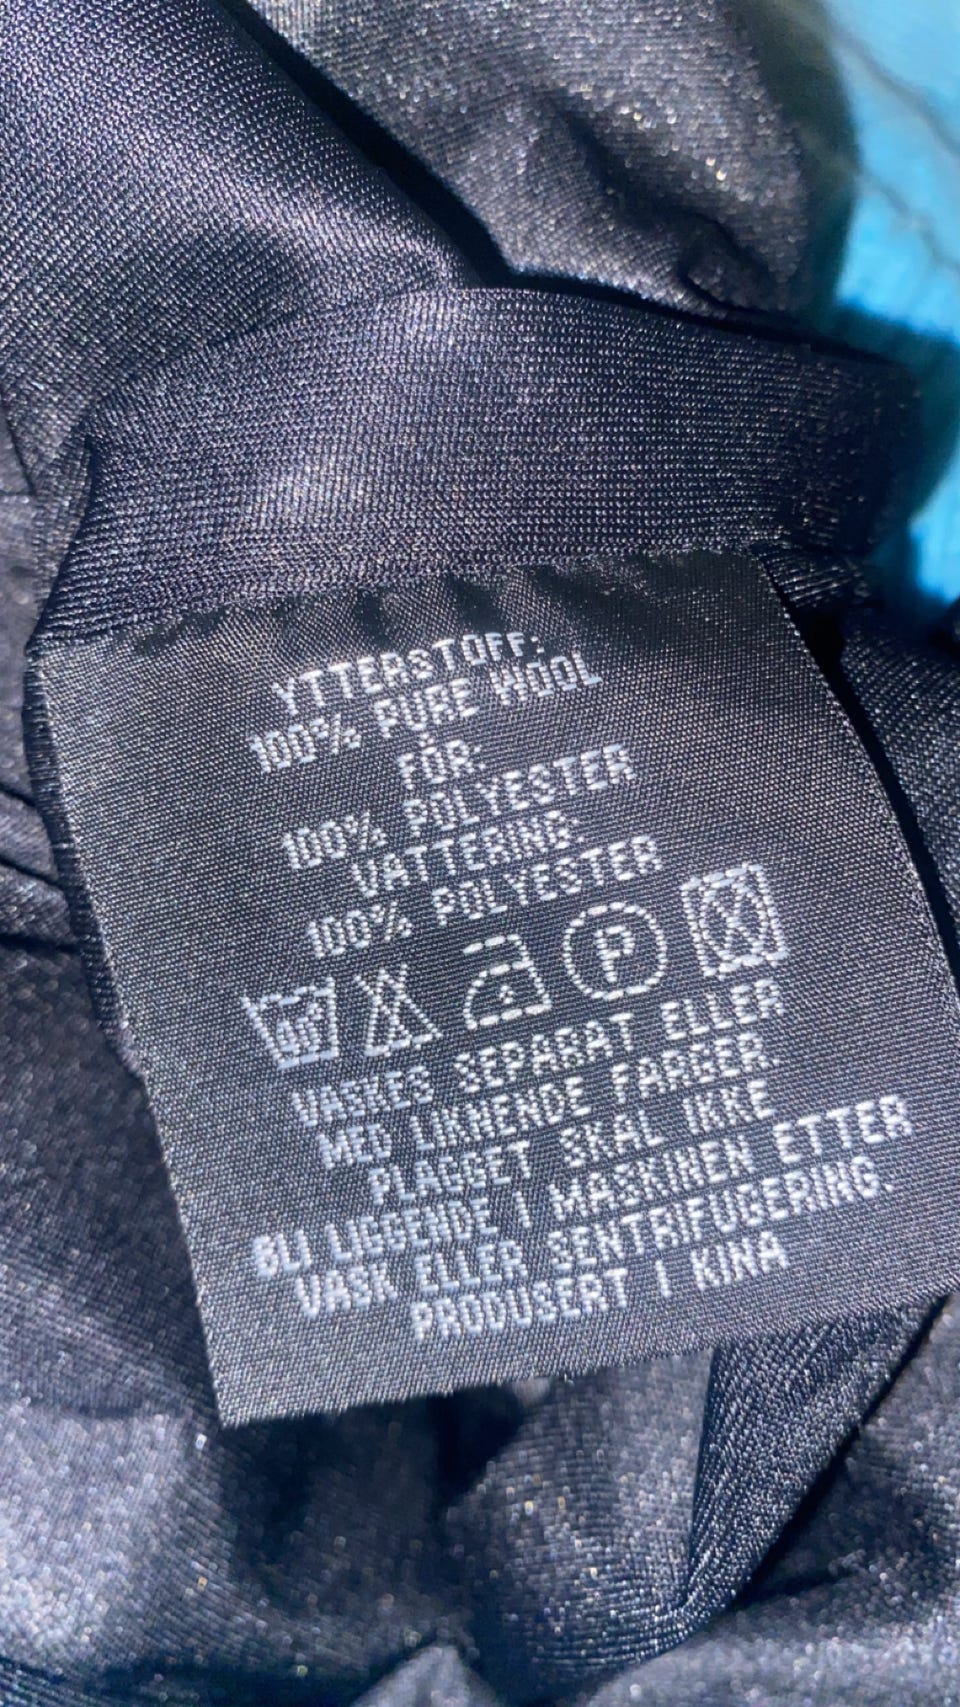 YTTERSTOFF:
100% PURE WOOL
FÔR:
100% POLYESTER
VATTERING:
100% POLYESTER
40° P
VASKES SEPARAT ELLER
MED LIKNENDE FARGER.
PLAGGET SKAL IKKE
BLI LIGGENDE I MASKINEN ETTER
VASK ELLER SENTRIFUGERING.
PRODUSERT I KINA